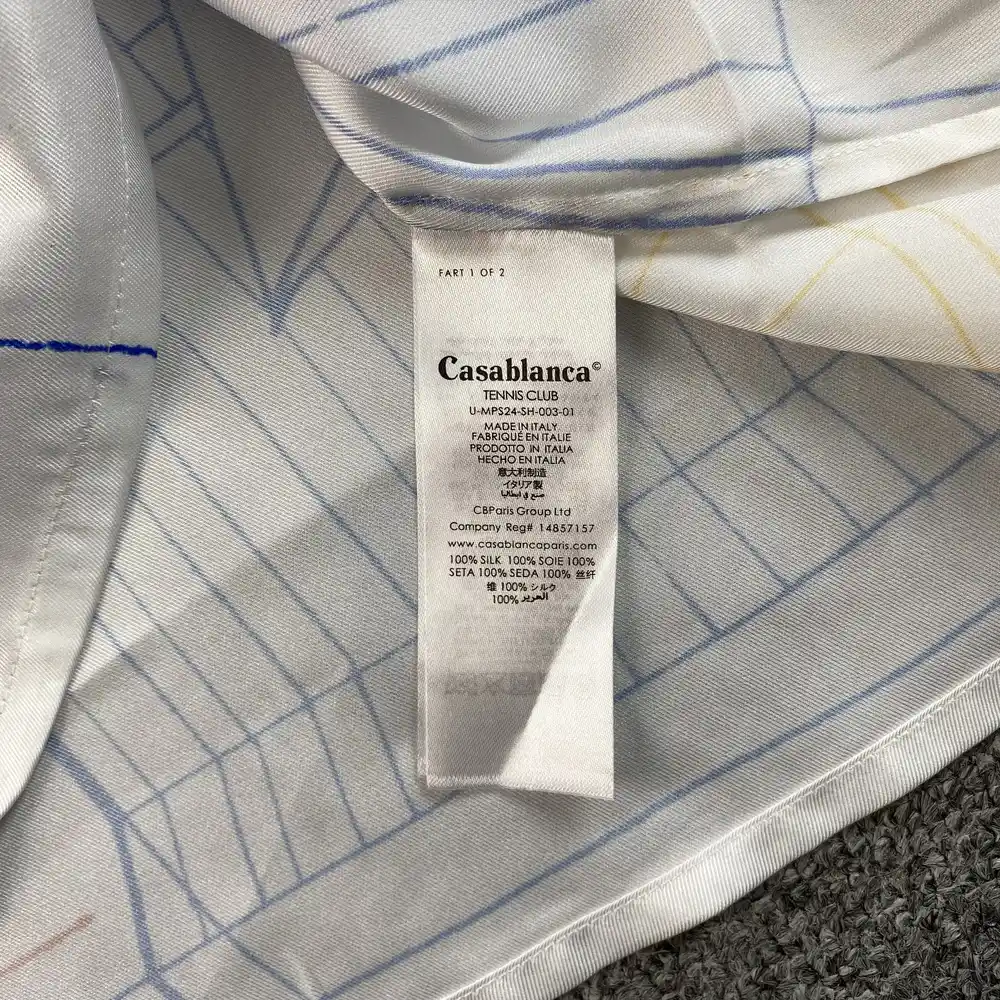 FART 1 OF 2
Casablanca©
TENNIS CLUB
U-MPS24-SH-003-01
MADE IN ITALY
FABRIQUÉ EN ITALIE
PRODOTTO IN ITALIA
HECHO EN ITALIA
意大利制造
イタリア製
صنع في ايطاليا
CBParis Group Ltd
Company Reg# 14857157
www.casablancaparis.com
100% SILK 100% SOIE 100%
SETA 100% SEDA 100% 丝纤
维 100% シルク
100% الحرير